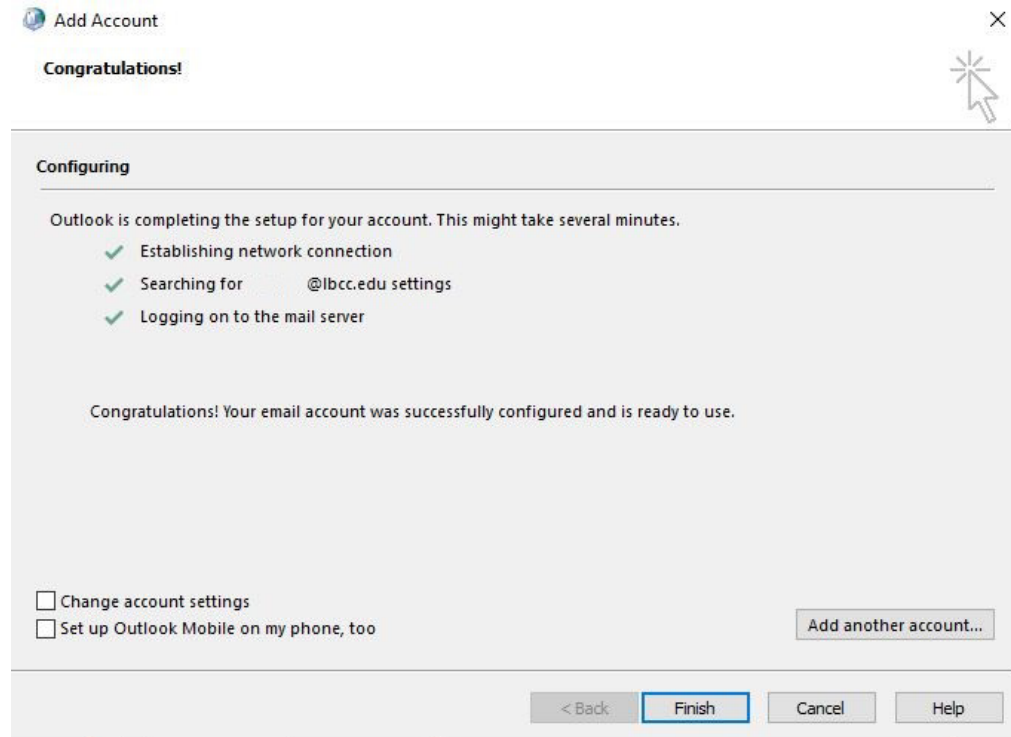 Add Account
Congratulations!
Configuring
Outlook is completing the setup for your account. This might take several minutes.
Establishing network connection
Searching for @lbcc.edu settings
Logging on to the mail server
Congratulations! Your email account was successfully configured and is ready to use.
Change account settings
Set up Outlook Mobile on my phone, too
Add another account...
< Back Finish Cancel Help